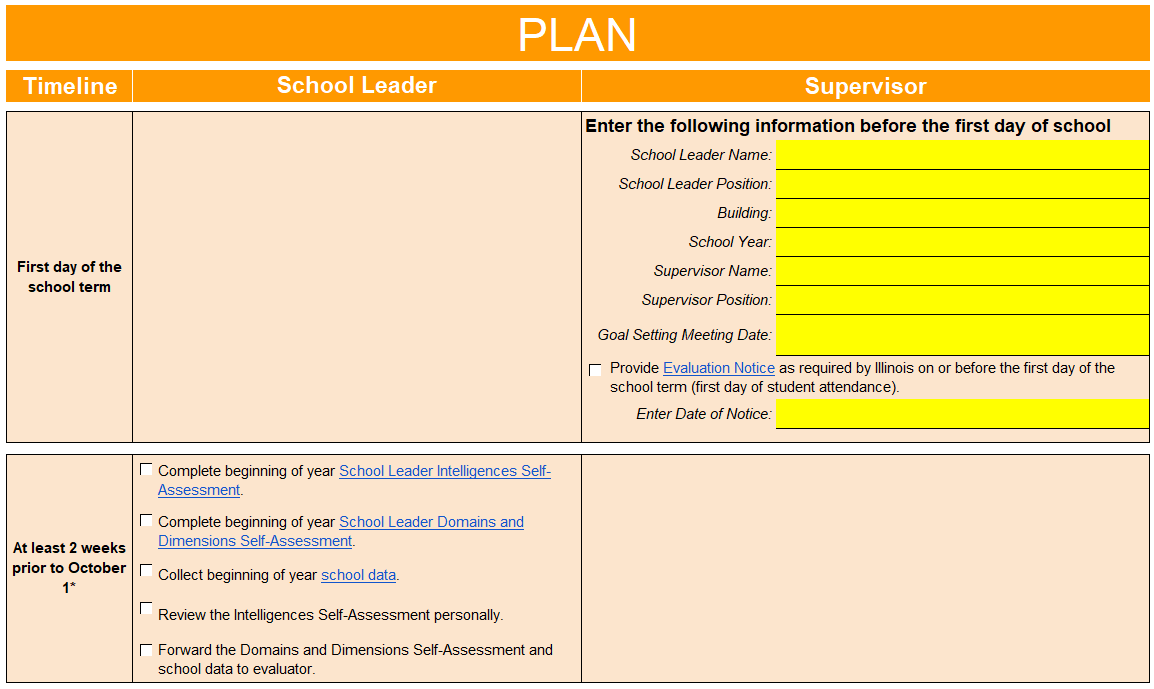 PLAN
Timeline
School Leader
Supervisor
First day of the
school term
Enter the following information before the first day of school
School Leader Name:
School Leader Position:
Building:
School Year:
Supervisor Name:
Supervisor Position:
Goal Setting Meeting Date:
Provide Evaluation Notice as required by Illinois on or before the first day of the
school term (first day of student attendance).
Enter Date of Notice:
At least 2 weeks
prior to October
1*
Complete beginning of year School Leader Intelligences Self-
Assessment.
Complete beginning of year School Leader Domains and
Dimensions Self-Assessment.
Collect beginning of year school data.
Review the Intelligences Self-Assessment personally.
Forward the Domains and Dimensions Self-Assessment and
school data to evaluator.